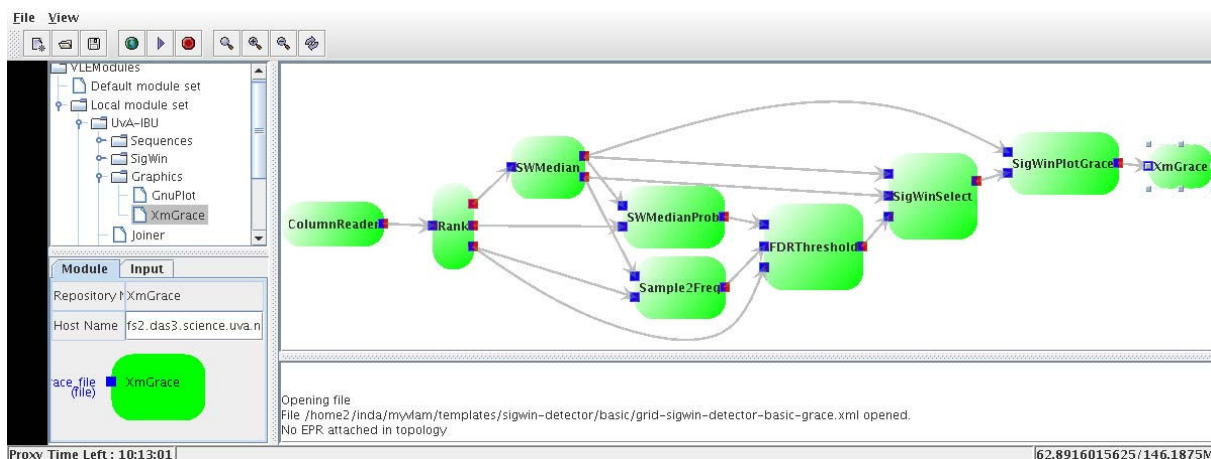 File View
VLEModules
Default module set
Local module set
UvA-IBU
Sequences
SigWin
Graphics
GnuPlot
XmGrace
Joiner
Module Input
Repository XmGrace
Host Name fs2.das3.science.uva.n
XmGrace
race_file
(file)
ColumnReader
Rank
SWMedian
SWMedianProb
Sample2Freq
FDRThreshold
SigWinSelect
SigWinPlotGrace
XmGrace
Opening file
File /home2/inda/myvlam/templates/sigwin-detector/basic/grid-sigwin-detector-basic-grace.xml opened.
No EPR attached in topology
Proxy Time Left : 10:13:01
62.8916015625/146.1875M